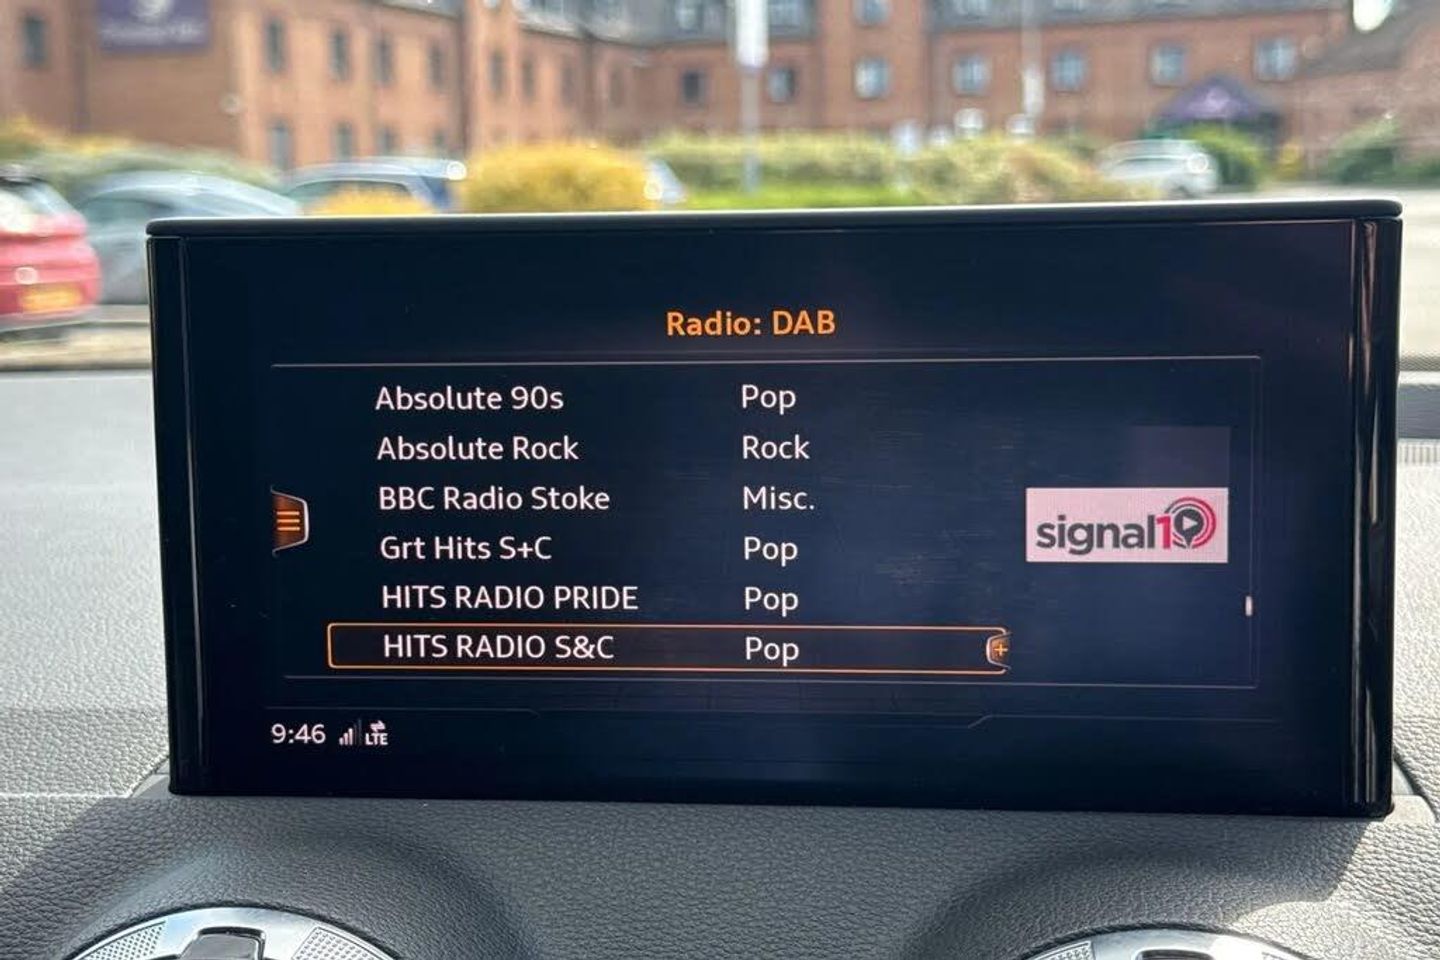 Radio: DAB
Absolute 90s Pop
Absolute Rock Rock
BBC Radio Stoke Misc.
Grt Hits S+C Pop
HITS RADIO PRIDE Pop
HITS RADIO S&C Pop
signal1
9:46 LTE